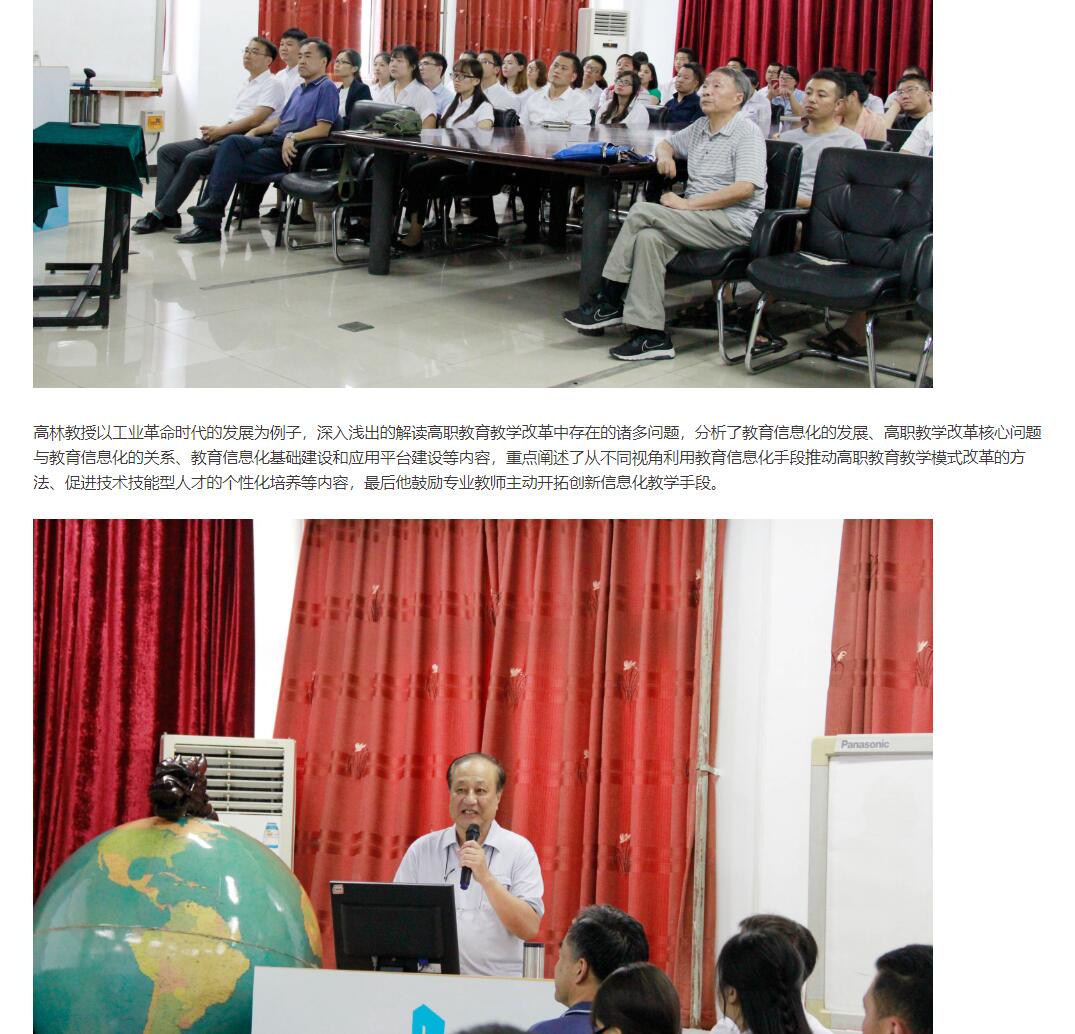 高林教授以工业革命时代的发展为例子，深入浅出的解读高职教育教学改革中存在的诸多问题，分析了教育信息化的发展、高职教学改革核心问题
与教育信息化的关系、教育信息化基础建设和应用平台建设等内容，重点阐述了从不同视角利用教育信息化手段推动高职教育教学模式改革的方
法、促进技术技能型人才的个性化培养等内容，最后他鼓励专业教师主动开拓创新信息化教学手段。
Panasonic